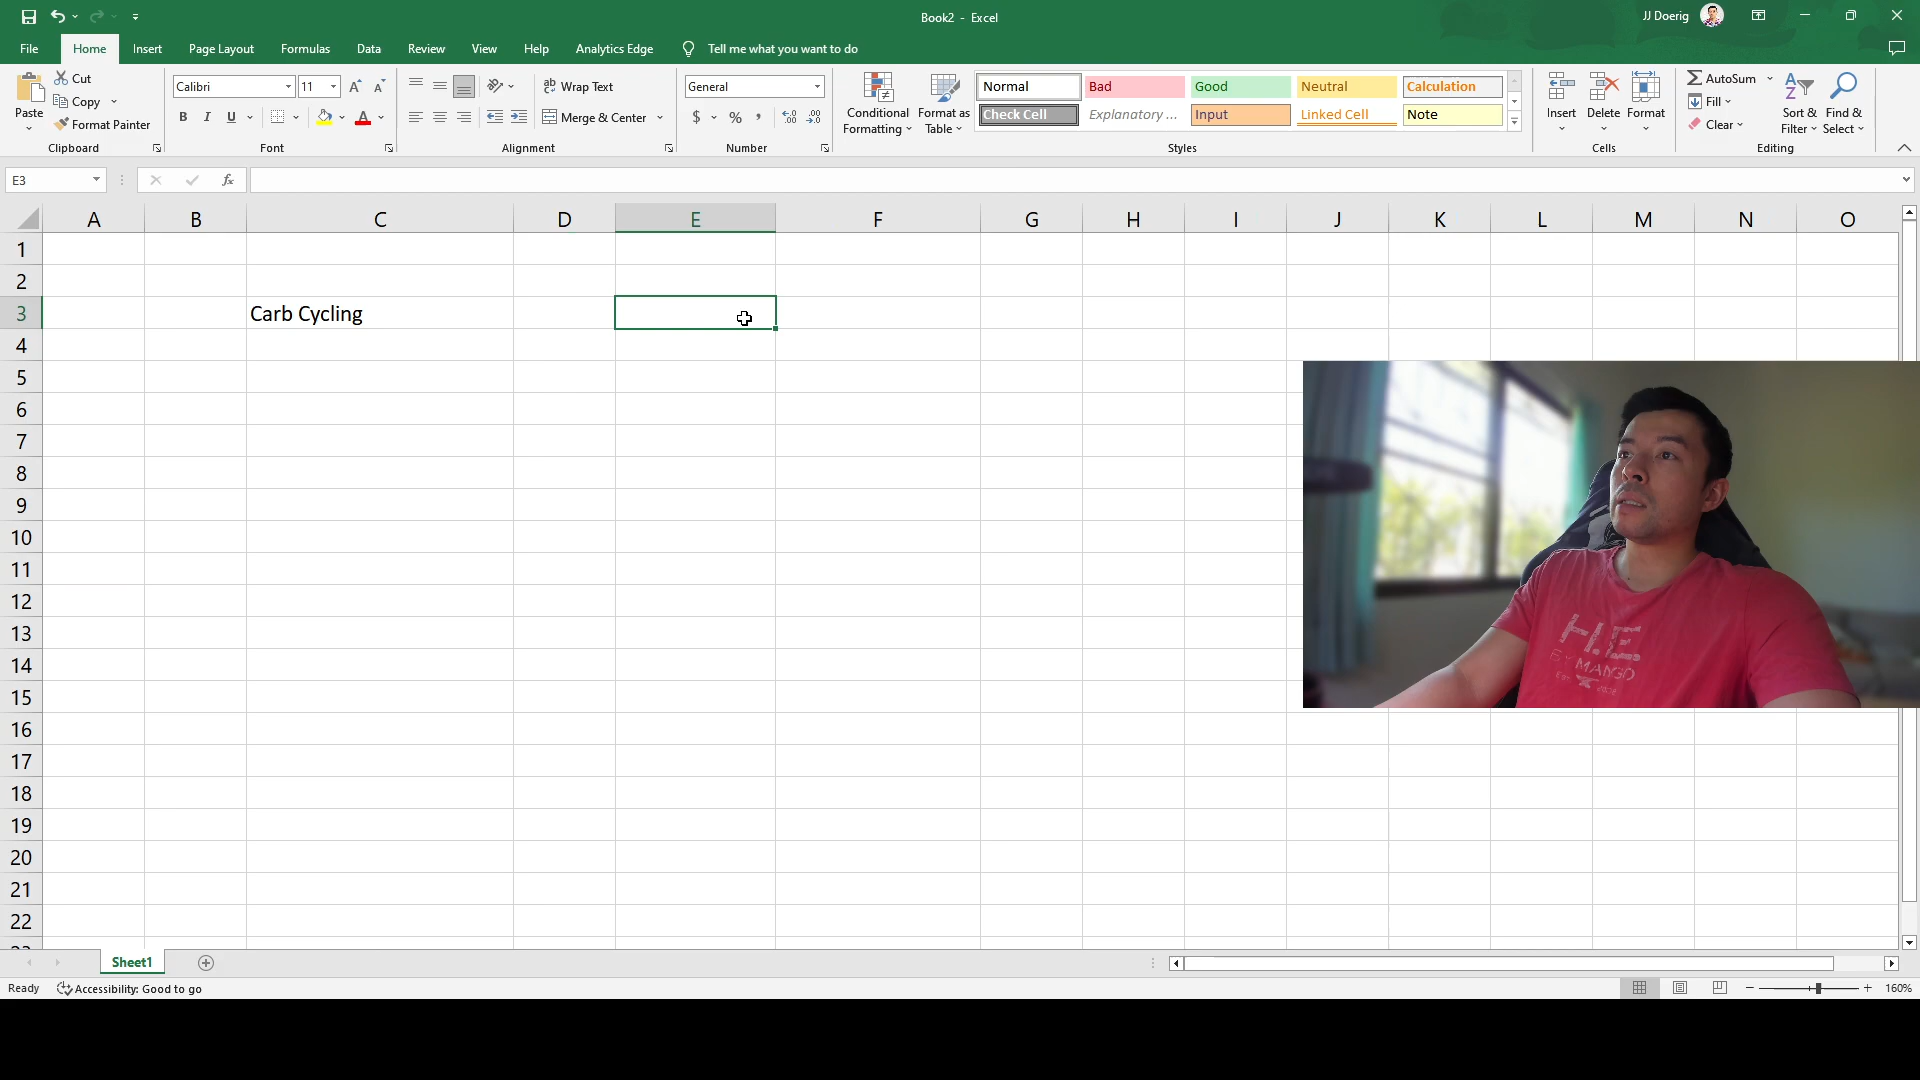 Book2 - Excel
JJ Doerig
File Home Insert Page Layout Formulas Data Review View Help Analytics Edge Tell me what you want to do
Paste
Cut
Copy
Format Painter
Clipboard
Calibri 11
B I U
Font
Wrap Text
Merge & Center
Alignment
General
$ % ,
Number
Conditional Formatting
Format as Table
Normal Bad Good Neutral Calculation
Check Cell Explanatory ... Input Linked Cell Note
Styles
Insert Delete Format
Cells
AutoSum
Fill
Clear
Sort & Filter
Find & Select
Editing
E3 fx
A B C D E F G H I J K L M N O
1
2
3 Carb Cycling
4
5
6
7
8
9
10
11
12
13
14
15
16
17
18
19
20
21
22
H.E.
BY MANGO
Sheet1
Ready Accessibility: Good to go 160%